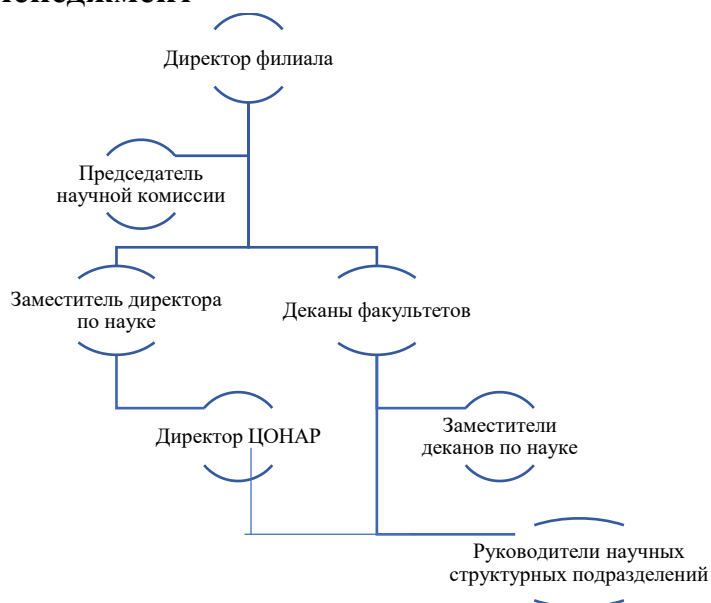 Директор филиала
Председатель
научной комиссии
Заместитель директора
по науке
Деканы факультетов
Директор ЦОНАР
Заместители
деканов по науке
Руководители научных
структурных подразделений